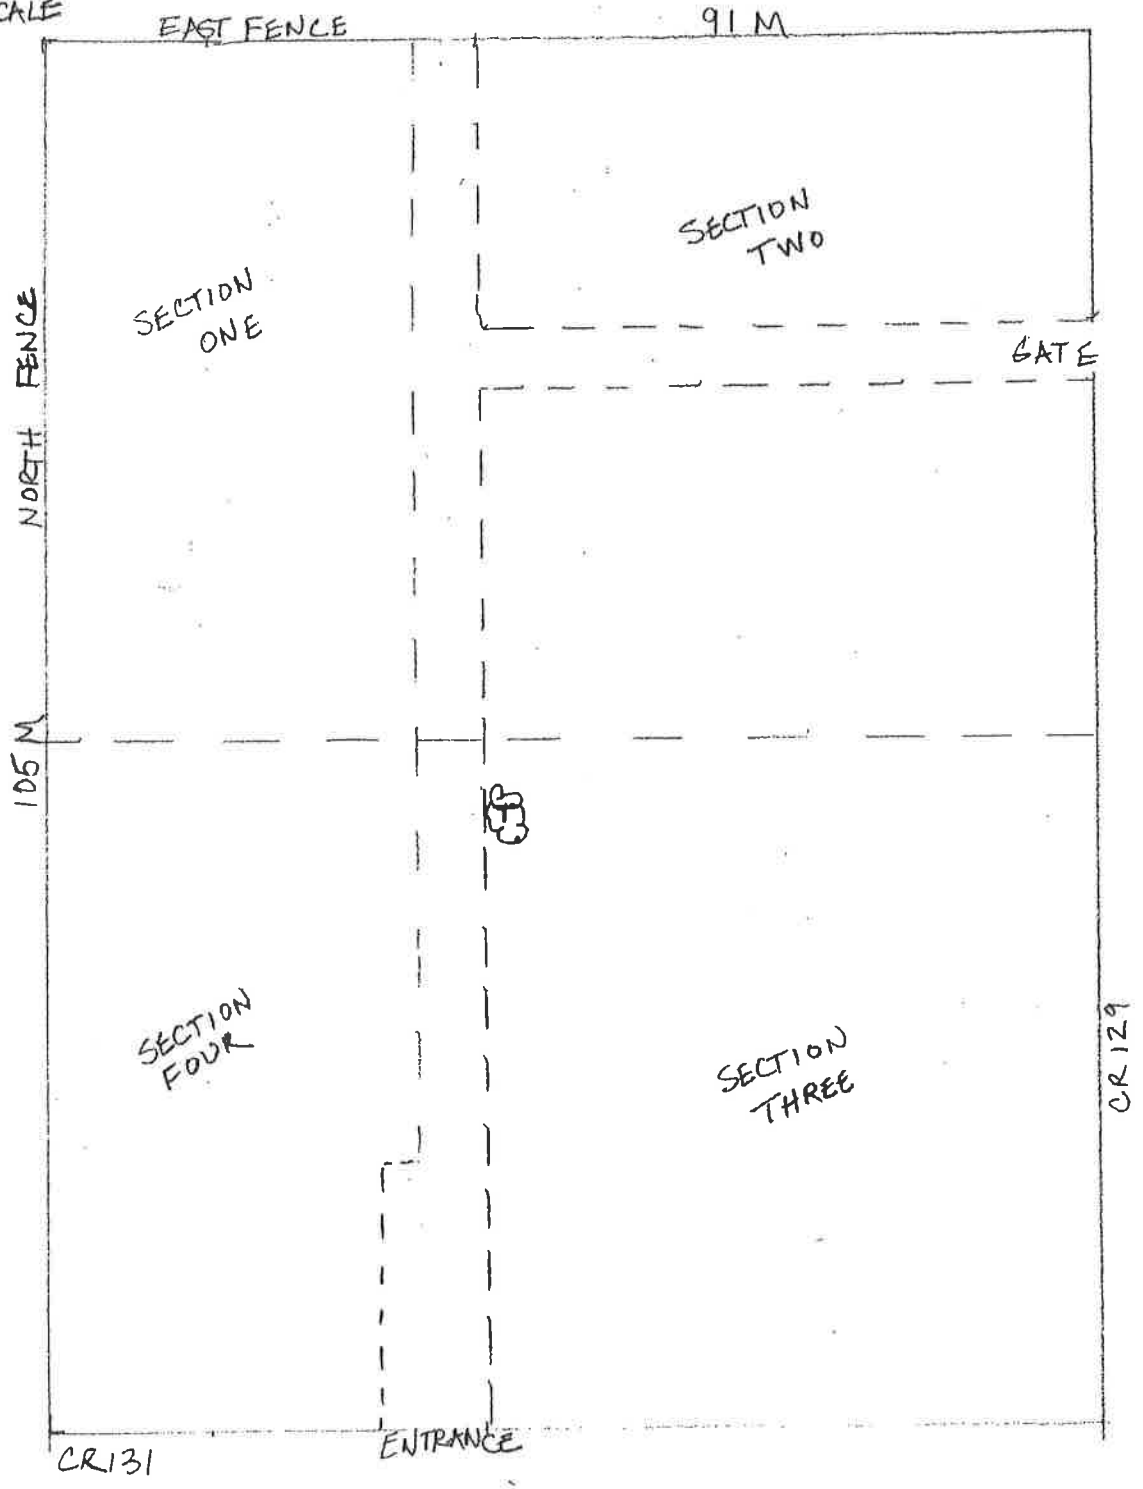 EAST FENCE
91 M
SECTION
TWO
SECTION
ONE
NORTH FENCE
GATE
105 M
T
SECTION
FOUR
SECTION
THREE
CR 129
ENTRANCE
CR131